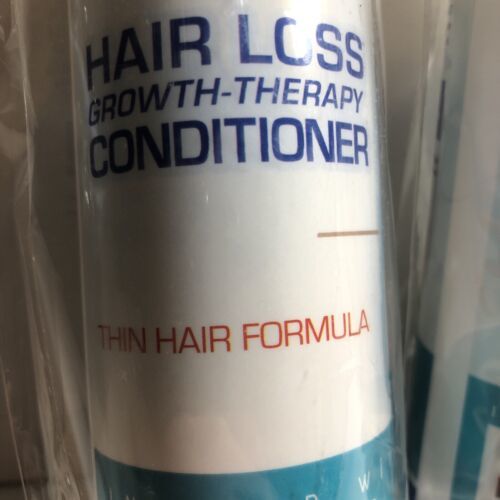 HAIR LOSS
GROWTH-THERAPY
CONDITIONER
THIN HAIR FORMULA